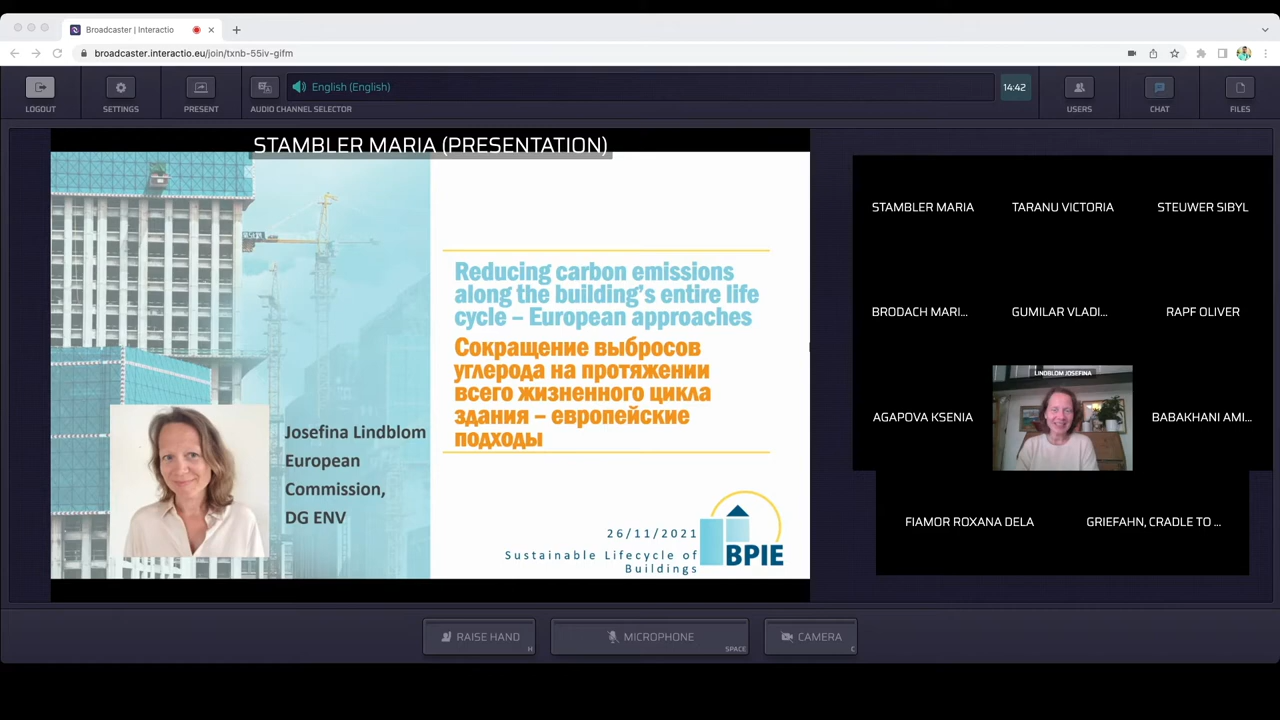 Broadcaster | Interactio
broadcaster.interactio.eu/join/txnb-55iv-gifm
LOGOUT
SETTINGS
PRESENT
English (English)
AUDIO CHANNEL SELECTOR
14:42
USERS
CHAT
FILES
STAMBLER MARIA (PRESENTATION)
Reducing carbon emissions
along the building's entire life
cycle – European approaches
Сокращение выбросов
углерода на протяжении
всего жизненного цикла
здания – европейские
подходы
Josefina Lindblom
European
Commission,
DG ENV
26/11/2021
Sustainable Lifecycle of
Buildings
BPIE
STAMBLER MARIA
TARANU VICTORIA
STEUWER SIBYL
BRODACH MARI...
GUMILAR VLADI...
RAPF OLIVER
AGAPOVA KSENIA
LINDBLOM JOSEFINA
BABAKHANI AMI...
FIAMOR ROXANA DELA
GRIEFAHN, CRADLE TO ...
RAISE HAND
H
MICROPHONE
SPACE
CAMERA
C